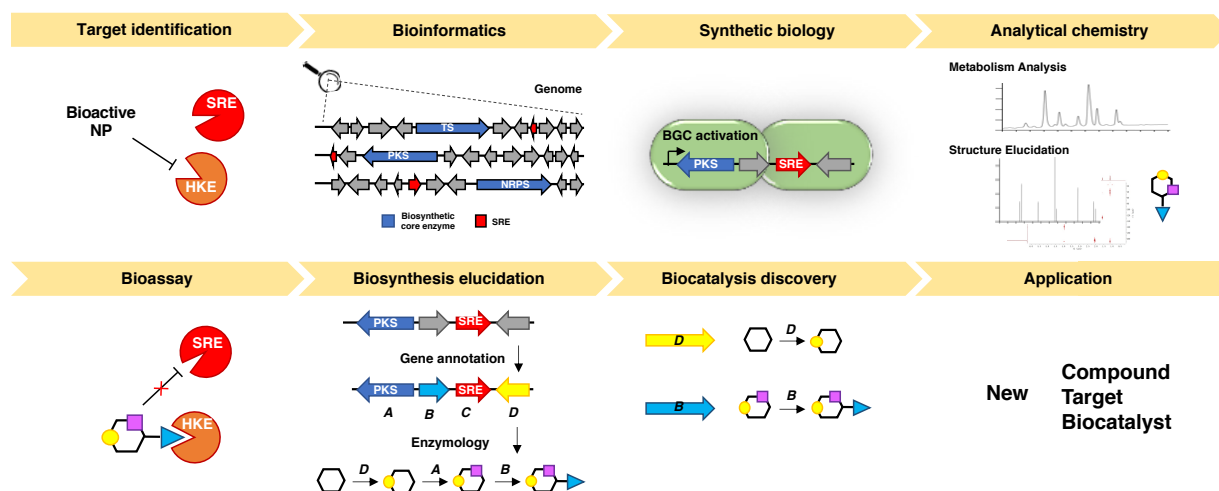 Target identification
Bioinformatics
Synthetic biology
Analytical chemistry
SRE
Bioactive
NP
HKE
Genome
TS
PKS
NRPS
Biosynthetic
core enzyme
SRE
BGC activation
PKS
SRE
Metabolism Analysis
Structure Elucidation
Bioassay
Biosynthesis elucidation
Biocatalysis discovery
Application
SRE
HKE
PKS
SRE
Gene annotation
PKS
SRE
A
B
C
D
Enzymology
D
A
B
D
D
B
B
New
Compound
Target
Biocatalyst